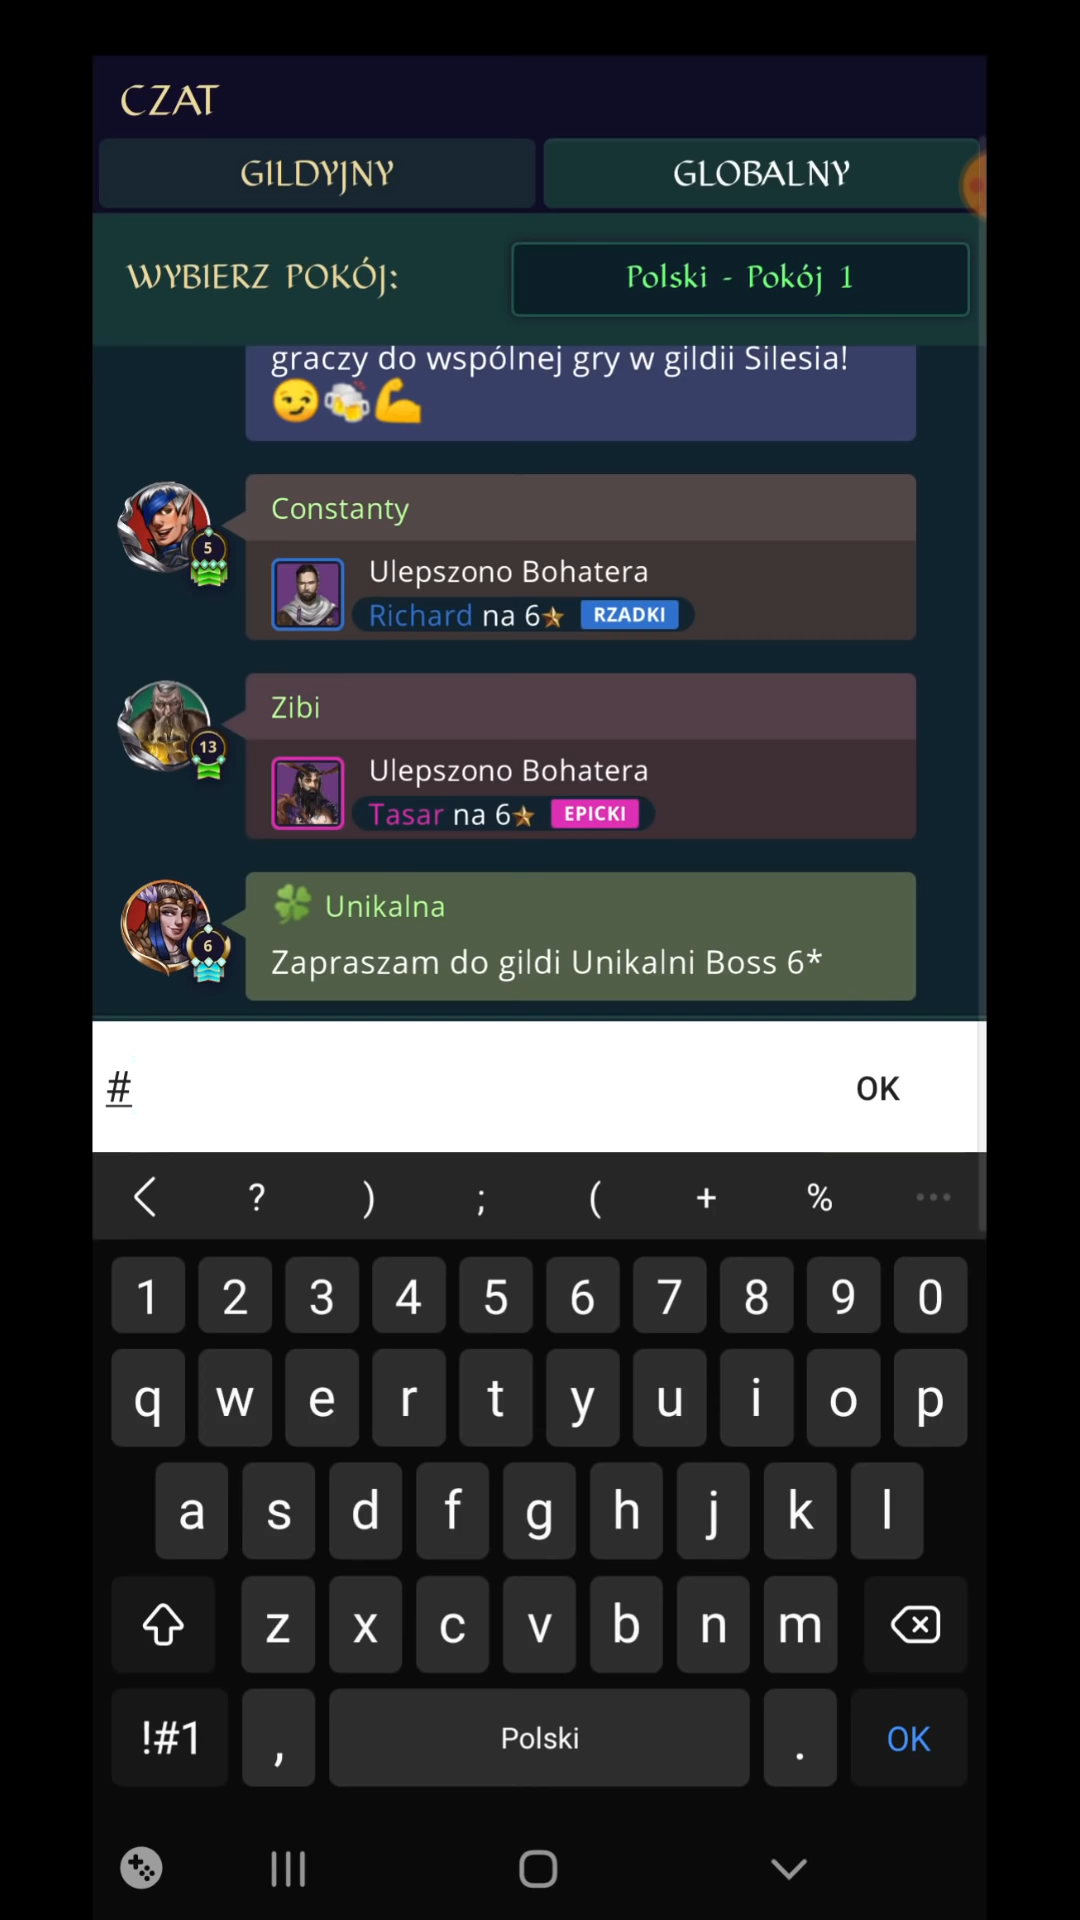 CZAT
GILDYJNY GLOBALNY
WYBIERZ POKÓJ: Polski - Pokój 1
graczy do wspólnej gry w gildii Silesia!
😏🍻💪
Constanty
5
Ulepszono Bohatera
Richard na 6⭐ RZADKI
Zibi
13
Ulepszono Bohatera
Tasar na 6⭐ EPICKI
🍀 Unikalna
6
Zapraszam do gildi Unikalni Boss 6*
# OK
? ) ; ( + % ...
1 2 3 4 5 6 7 8 9 0
q w e r t y u i o p
a s d f g h j k l
z x c v b n m
!#1 , Polski . OK